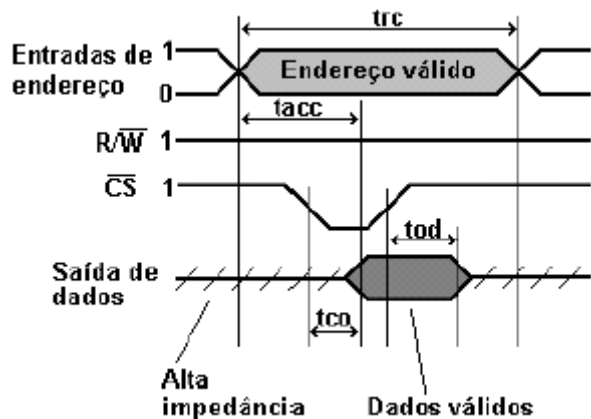 trc
Entradas de
endereço
1
0
Endereço válido
tacc
R/W̅ 1
C̅S̅ 1
tod
Saída de
dados
tco
Alta
impedância
Dados válidos